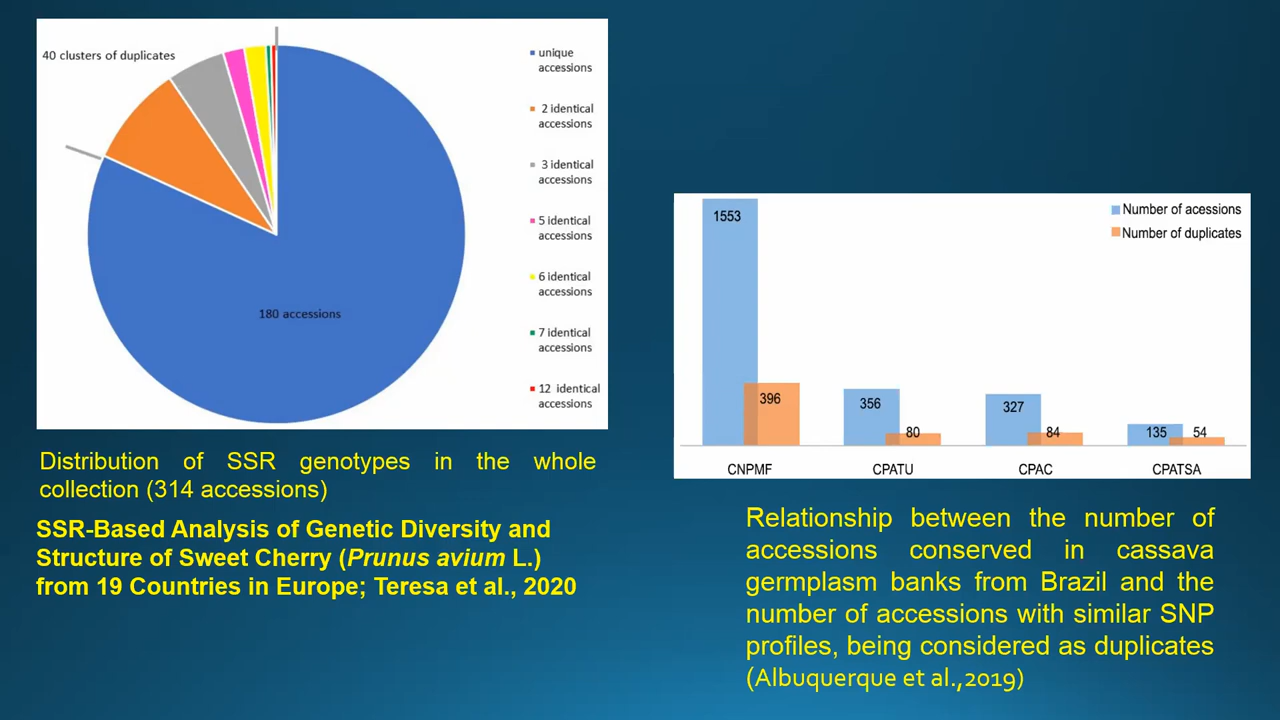 40 clusters of duplicates
unique
accessions
2 identical
accessions
3 identical
accessions
5 identical
accessions
6 identical
accessions
7 identical
accessions
12 identical
accessions
180 accessions
Distribution of SSR genotypes in the whole
collection (314 accessions)
SSR-Based Analysis of Genetic Diversity and
Structure of Sweet Cherry (Prunus avium L.)
from 19 Countries in Europe; Teresa et al., 2020
Number of acessions
Number of duplicates
1553
396
356
80
327
84
135
54
CNPMF
CPATU
CPAC
CPATSA
Relationship between the number of
accessions conserved in cassava
germplasm banks from Brazil and the
number of accessions with similar SNP
profiles, being considered as duplicates
(Albuquerque et al.,2019)